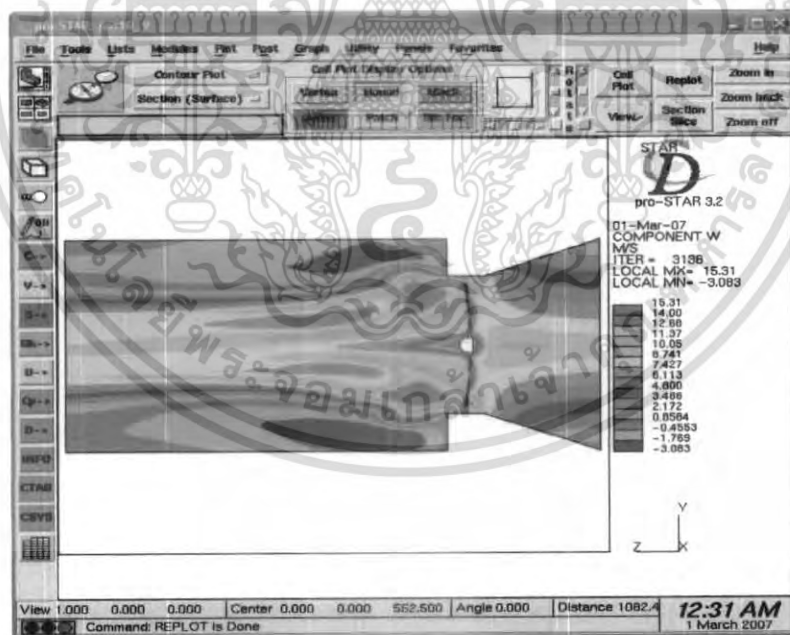 pro-STAR
File Tools Lists Modules Plot Post Graph Utility Panels Favorites Help
Contour Plot
Section (Surface)
Cell Plot Display Options
Vertex
Rotate
Cell Plot
Replot
Zoom in
Zoom back
View->
Section Slice
Zoom off
STAR
D
pro-STAR 3.2
01-Mar-07
COMPONENT W
M/S
ITER = 3136
LOCAL MX= 15.31
LOCAL MN= -3.083
15.31
14.00
12.68
11.37
10.05
8.741
7.427
6.113
4.800
3.486
2.172
0.8584
-0.4553
-1.769
-3.083
Y
Z X
C->
V->
S->
B->
D->
INFO
CTAB
CSYS
View 1.000 0.000 0.000 Center 0.000 0.000 552.500 Angle 0.000 Distance 1082.4
Command: REPLOT Is Done
12:31 AM
1 March 2007